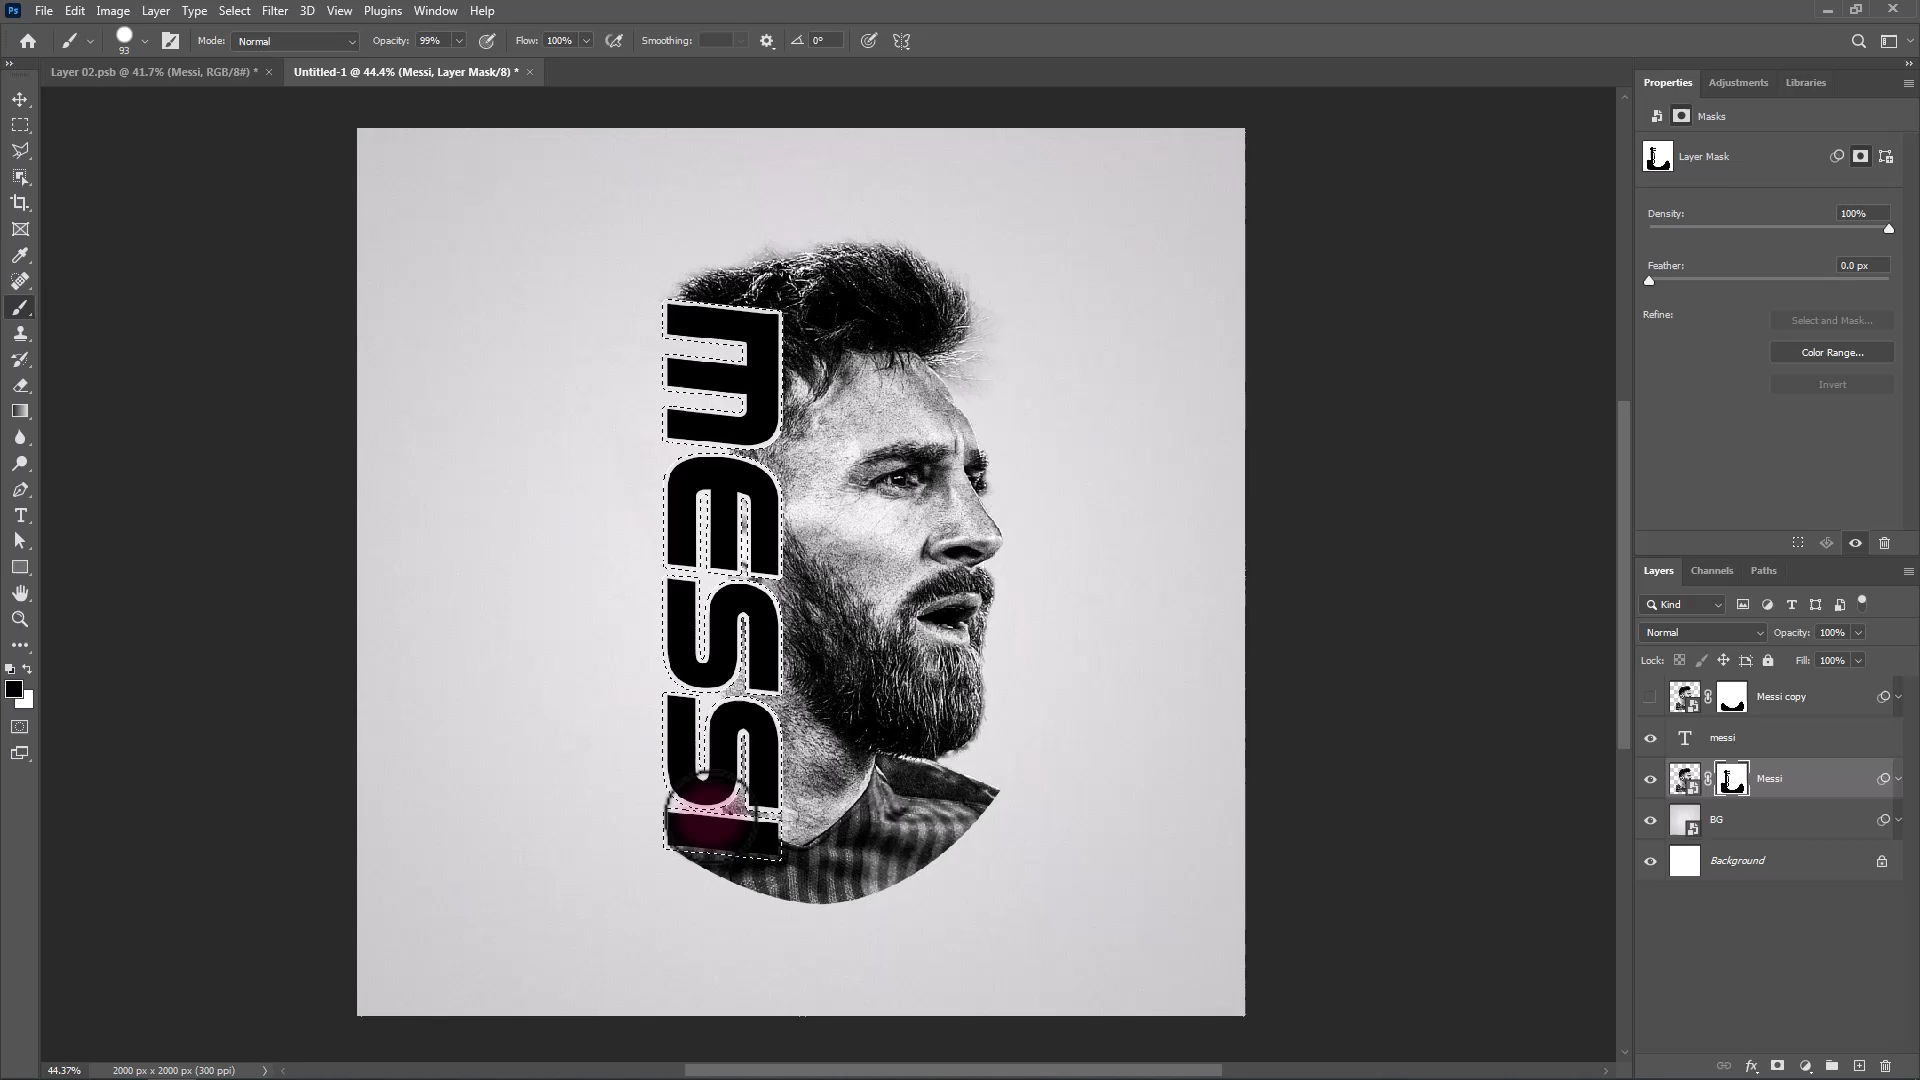 Ps File Edit Image Layer Type Select Filter 3D View Plugins Window Help
93 Mode: Normal Opacity: 99% Flow: 100% Smoothing: 0°
Layer 02.psb @ 41.7% (Messi, RGB/8#) * × Untitled-1 @ 44.4% (Messi, Layer Mask/8) * ×
Properties Adjustments Libraries
Masks
Layer Mask
Density: 100%
Feather: 0.0 px
Refine: Select and Mask...
Color Range...
Invert
messi
Layers Channels Paths
Kind
Normal Opacity: 100%
Lock: Fill: 100%
Messi copy
T messi
Messi
BG
Background
44.37% 2000 px x 2000 px (300 ppi)